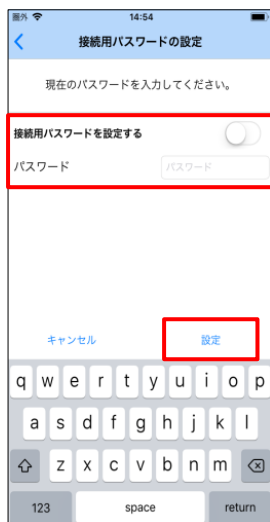 圏外 14:54
接続用パスワードの設定
現在のパスワードを入力してください。
接続用パスワードを設定する
パスワード パスワード
キャンセル 設定
q w e r t y u i o p
a s d f g h j k l
z x c v b n m
123 space return